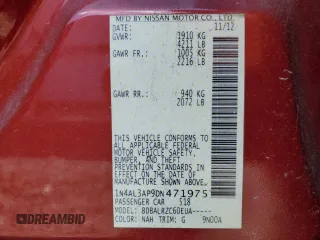 MFD BY NISSAN MOTOR CO., LTD.
DATE: 11/12
GVWR: 1910 KG
4211 LB
GAWR FR.: 1005 KG
2216 LB
GAWR RR.: 940 KG
2072 LB
THIS VEHICLE CONFORMS TO ALL
APPLICABLE FEDERAL MOTOR VEHICLE SAFETY,
BUMPER, AND THEFT
PREVENTION STANDARDS IN EFFECT
ON THE DATE OF MANUFACTURE
SHOWN ABOVE.
1N4AL3AP9DN471975
PASSENGER CAR 518
MODEL:
COLOR: NAH TRIM: G